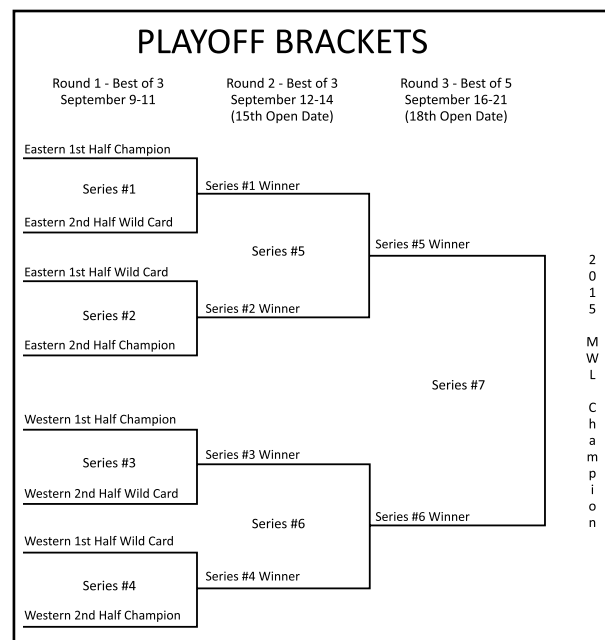 PLAYOFF BRACKETS
Round 1 - Best of 3
September 9-11
Round 2 - Best of 3
September 12-14
(15th Open Date)
Round 3 - Best of 5
September 16-21
(18th Open Date)
Eastern 1st Half Champion
Series #1
Eastern 2nd Half Wild Card
Series #1 Winner
Series #5
Eastern 1st Half Wild Card
Series #2
Eastern 2nd Half Champion
Series #2 Winner
Series #5 Winner
Series #7
Western 1st Half Champion
Series #3
Western 2nd Half Wild Card
Series #3 Winner
Series #6
Western 1st Half Wild Card
Series #4
Western 2nd Half Champion
Series #4 Winner
Series #6 Winner
2015 MWL Champion